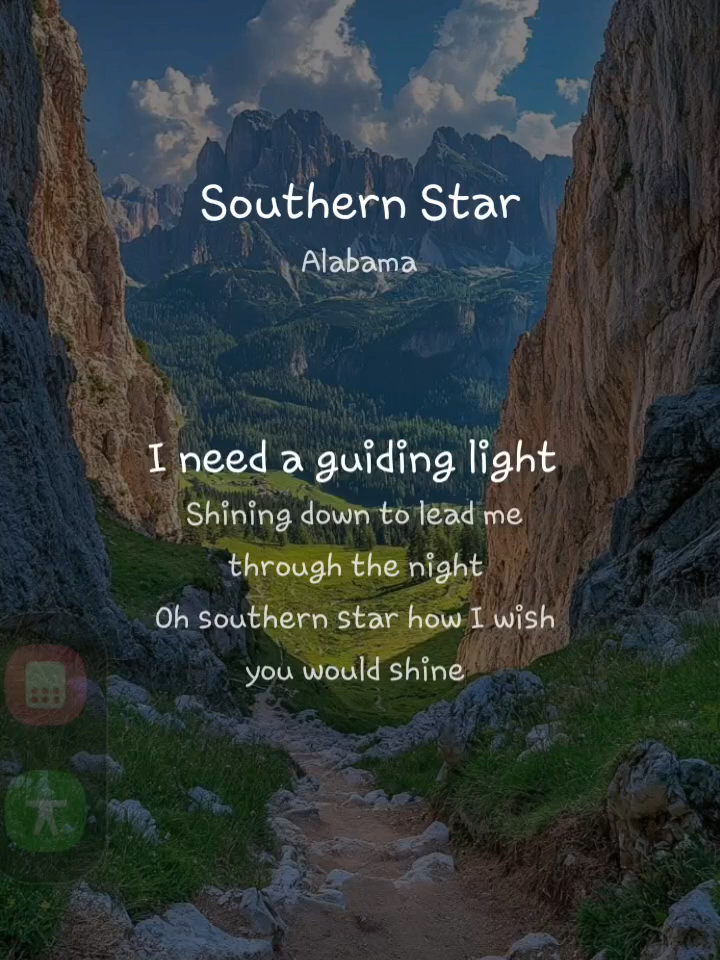 Southern Star
Alabama
I need a guiding light
Shining down to lead me
through the night
Oh southern star how I wish
you would shine